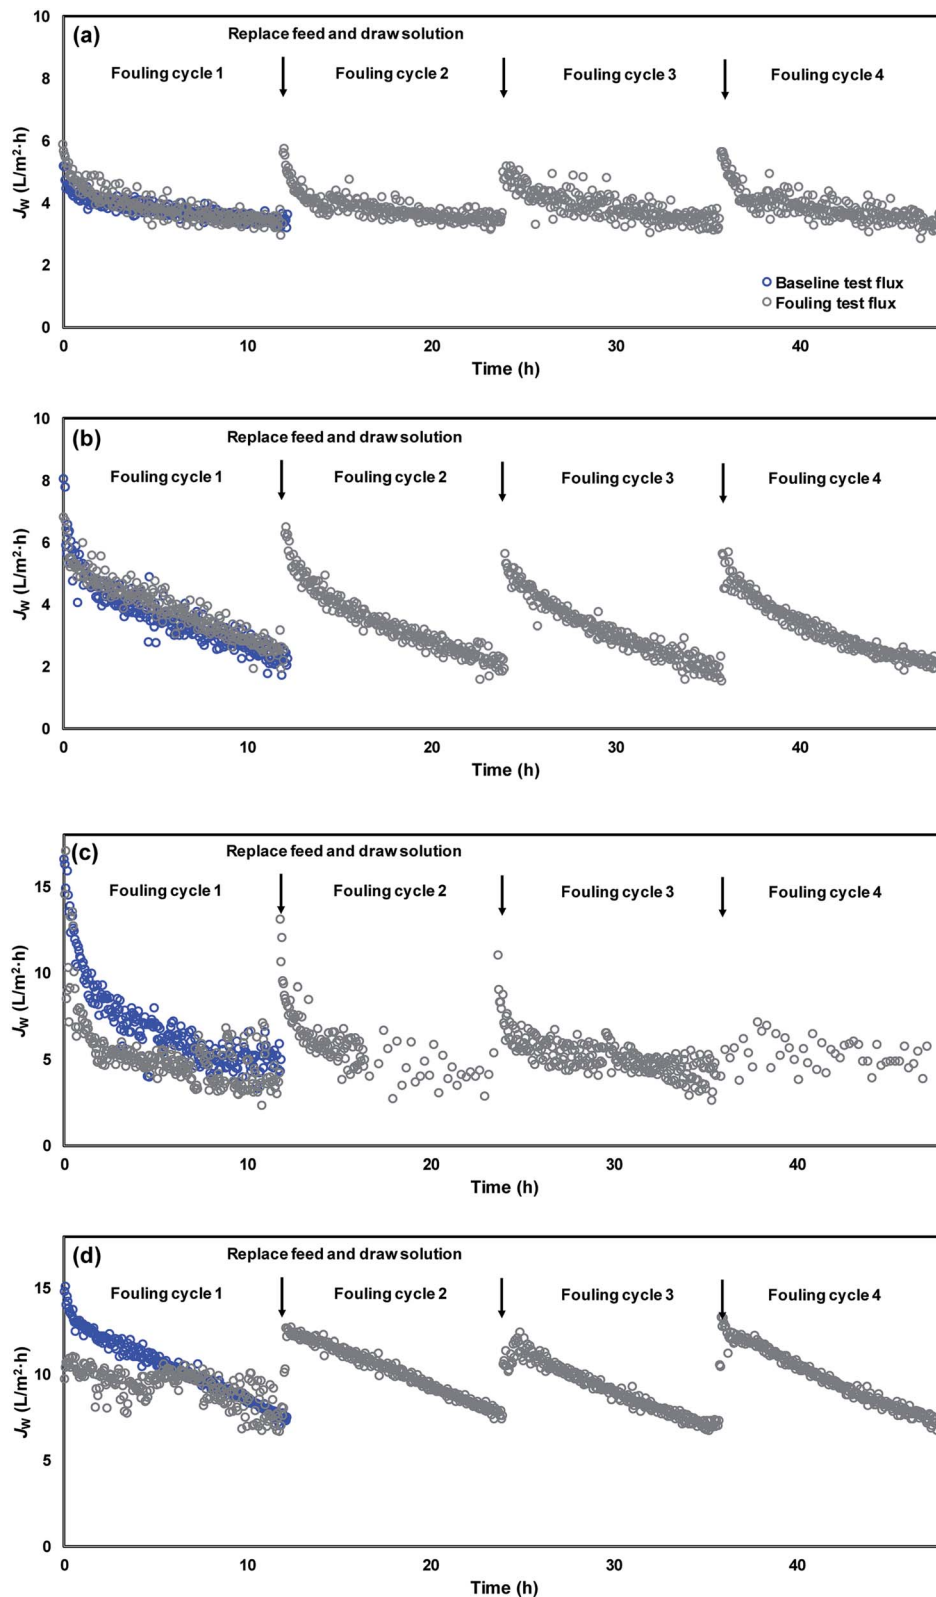 (a)
Replace feed and draw solution
Fouling cycle 1 Fouling cycle 2 Fouling cycle 3 Fouling cycle 4
10
8
6
4
2
0
J_W (L/m²·h)
Baseline test flux
Fouling test flux
0 10 20 30 40
Time (h)
(b)
Replace feed and draw solution
Fouling cycle 1 Fouling cycle 2 Fouling cycle 3 Fouling cycle 4
10
8
6
4
2
0
J_W (L/m²·h)
0 10 20 30 40
Time (h)
(c)
Replace feed and draw solution
Fouling cycle 1 Fouling cycle 2 Fouling cycle 3 Fouling cycle 4
15
10
5
0
J_W (L/m²·h)
0 10 20 30 40
Time (h)
(d)
Replace feed and draw solution
Fouling cycle 1 Fouling cycle 2 Fouling cycle 3 Fouling cycle 4
15
10
5
0
J_W (L/m²·h)
0 10 20 30 40
Time (h)